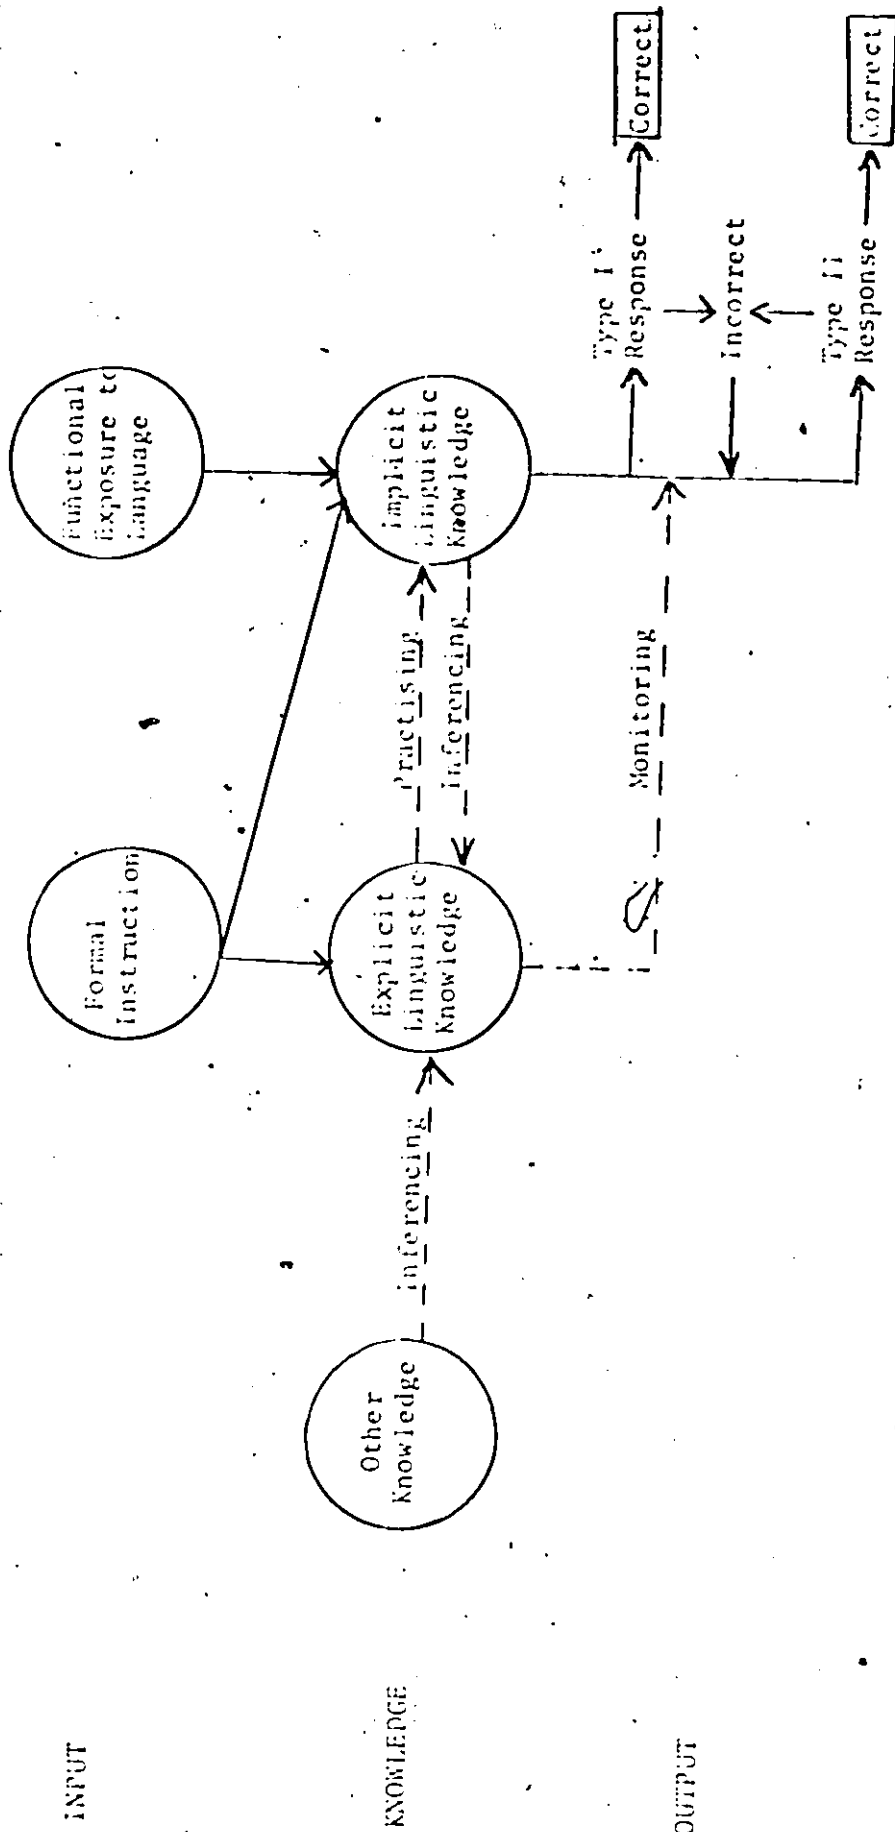 INPUT
Formal
Instruction
Functional
Exposure to
Language
KNOWLEDGE
Other
Knowledge
Inferencing
Explicit
Linguistic
Knowledge
Practising
Inferencing
Implicit
Linguistic
Knowledge
OUTPUT
Monitoring
Type I
Response
Correct
Incorrect
Type II
Response
Correct